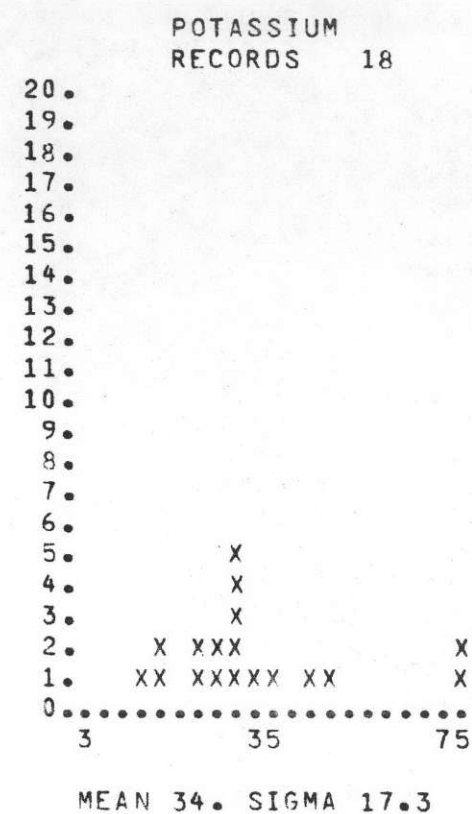 POTASSIUM
RECORDS 18
20.
19.
18.
17.
16.
15.
14.
13.
12.
11.
10.
9.
8.
7.
6.
5. X
4. X
3. X
2. X XXX X
1. XX XXXXX XX X
0......................
3 35 75
MEAN 34. SIGMA 17.3